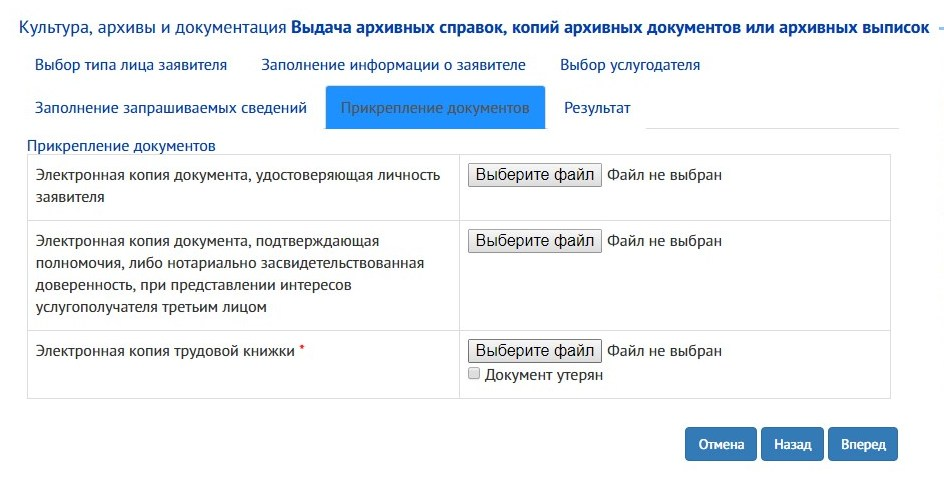 Культура, архивы и документация Выдача архивных справок, копий архивных документов или архивных выписок
Выбор типа лица заявителя Заполнение информации о заявителе Выбор услугодателя
Заполнение запрашиваемых сведений Прикрепление документов Результат
Прикрепление документов
Электронная копия документа, удостоверяющая личность
заявителя
Выберите файл Файл не выбран
Электронная копия документа, подтверждающая
полномочия, либо нотариально засвидетельствованная
доверенность, при представлении интересов
услугополучателя третьим лицом
Выберите файл Файл не выбран
Электронная копия трудовой книжки *
Выберите файл Файл не выбран
Документ утерян
Отмена Назад Вперед